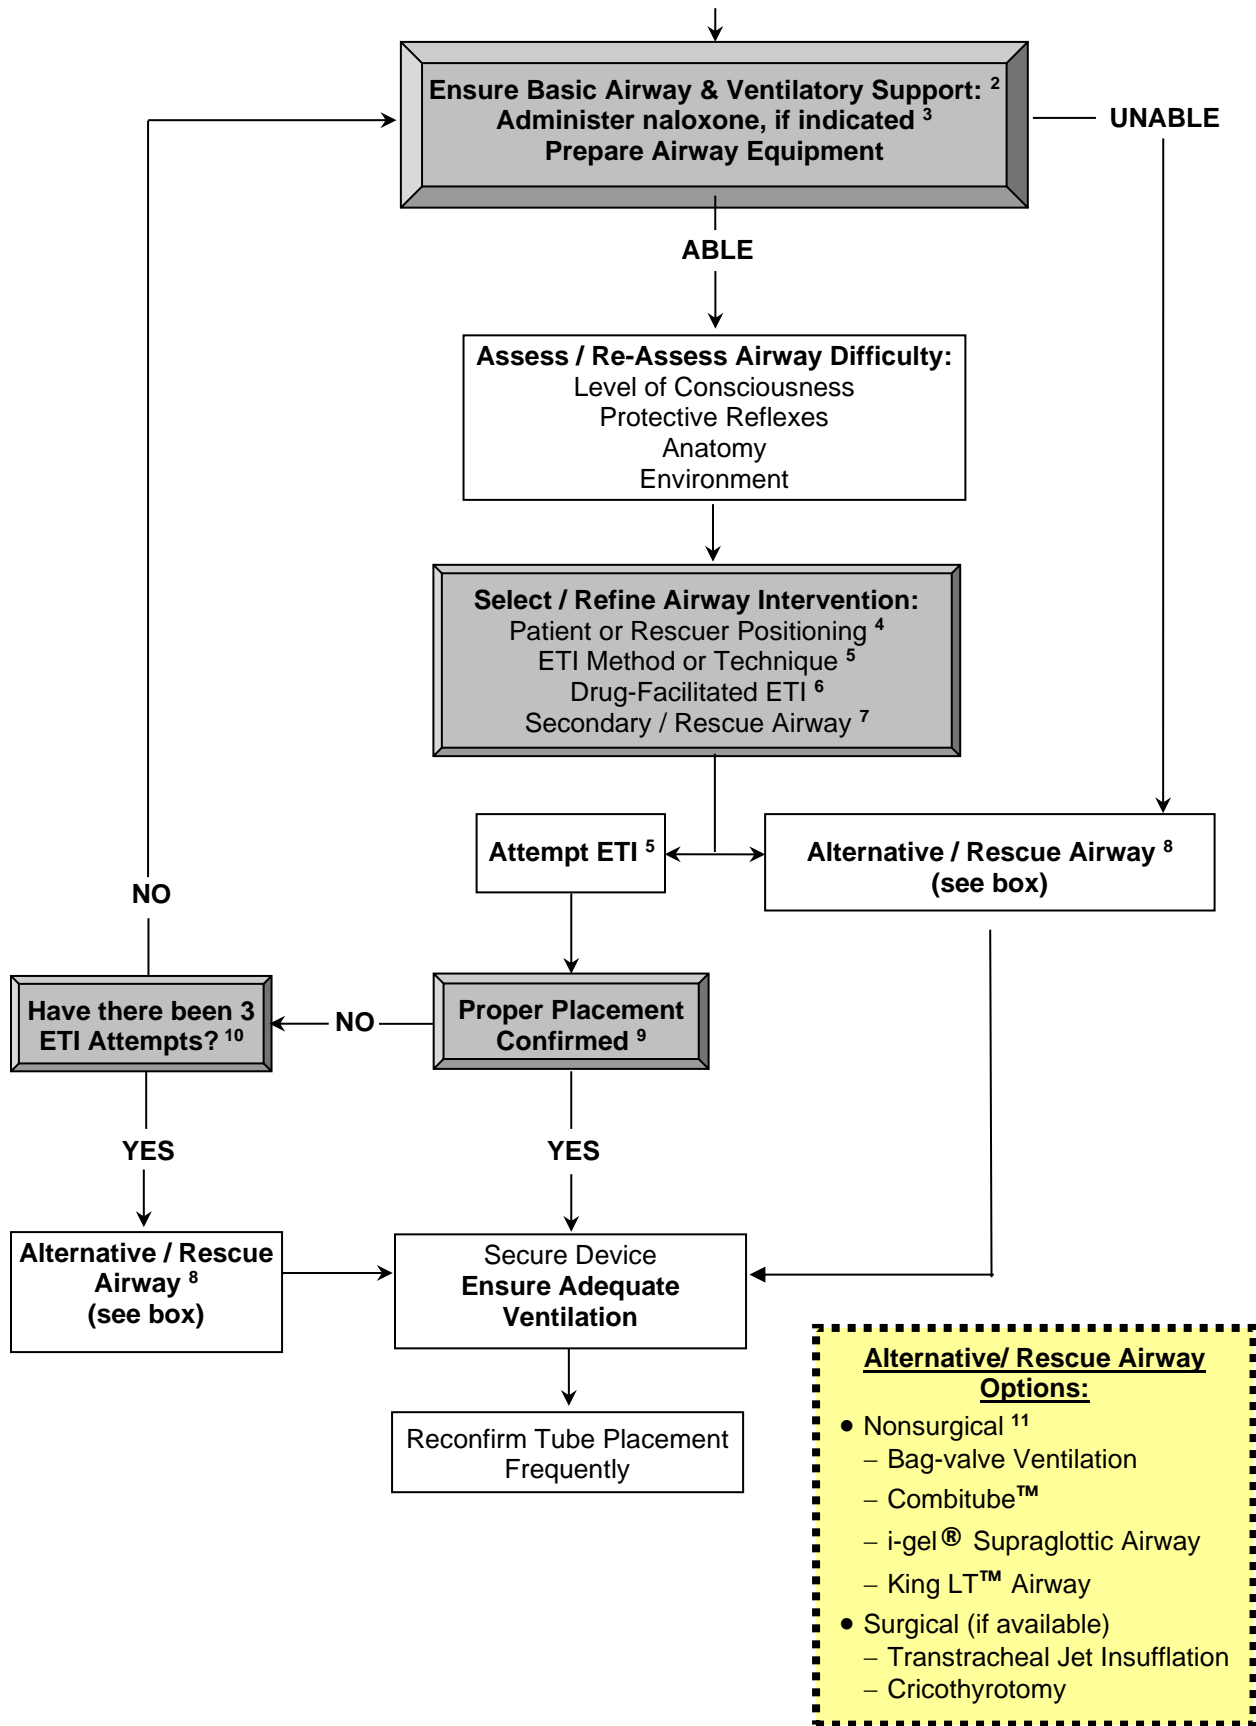 Ensure Basic Airway & Ventilatory Support: 2
Administer naloxone, if indicated 3
Prepare Airway Equipment
UNABLE
ABLE
Assess / Re-Assess Airway Difficulty:
Level of Consciousness
Protective Reflexes
Anatomy
Environment
Select / Refine Airway Intervention:
Patient or Rescuer Positioning 4
ETI Method or Technique 5
Drug-Facilitated ETI 6
Secondary / Rescue Airway 7
Attempt ETI 5
Alternative / Rescue Airway 8
(see box)
NO
Have there been 3
ETI Attempts? 10
NO
Proper Placement
Confirmed 9
YES
YES
Alternative / Rescue
Airway 8
(see box)
Secure Device
Ensure Adequate
Ventilation
Reconfirm Tube Placement
Frequently
Alternative/ Rescue Airway
Options:
• Nonsurgical 11
– Bag-valve Ventilation
– Combitube™
– i-gel® Supraglottic Airway
– King LT™ Airway
• Surgical (if available)
– Transtracheal Jet Insufflation
– Cricothyrotomy